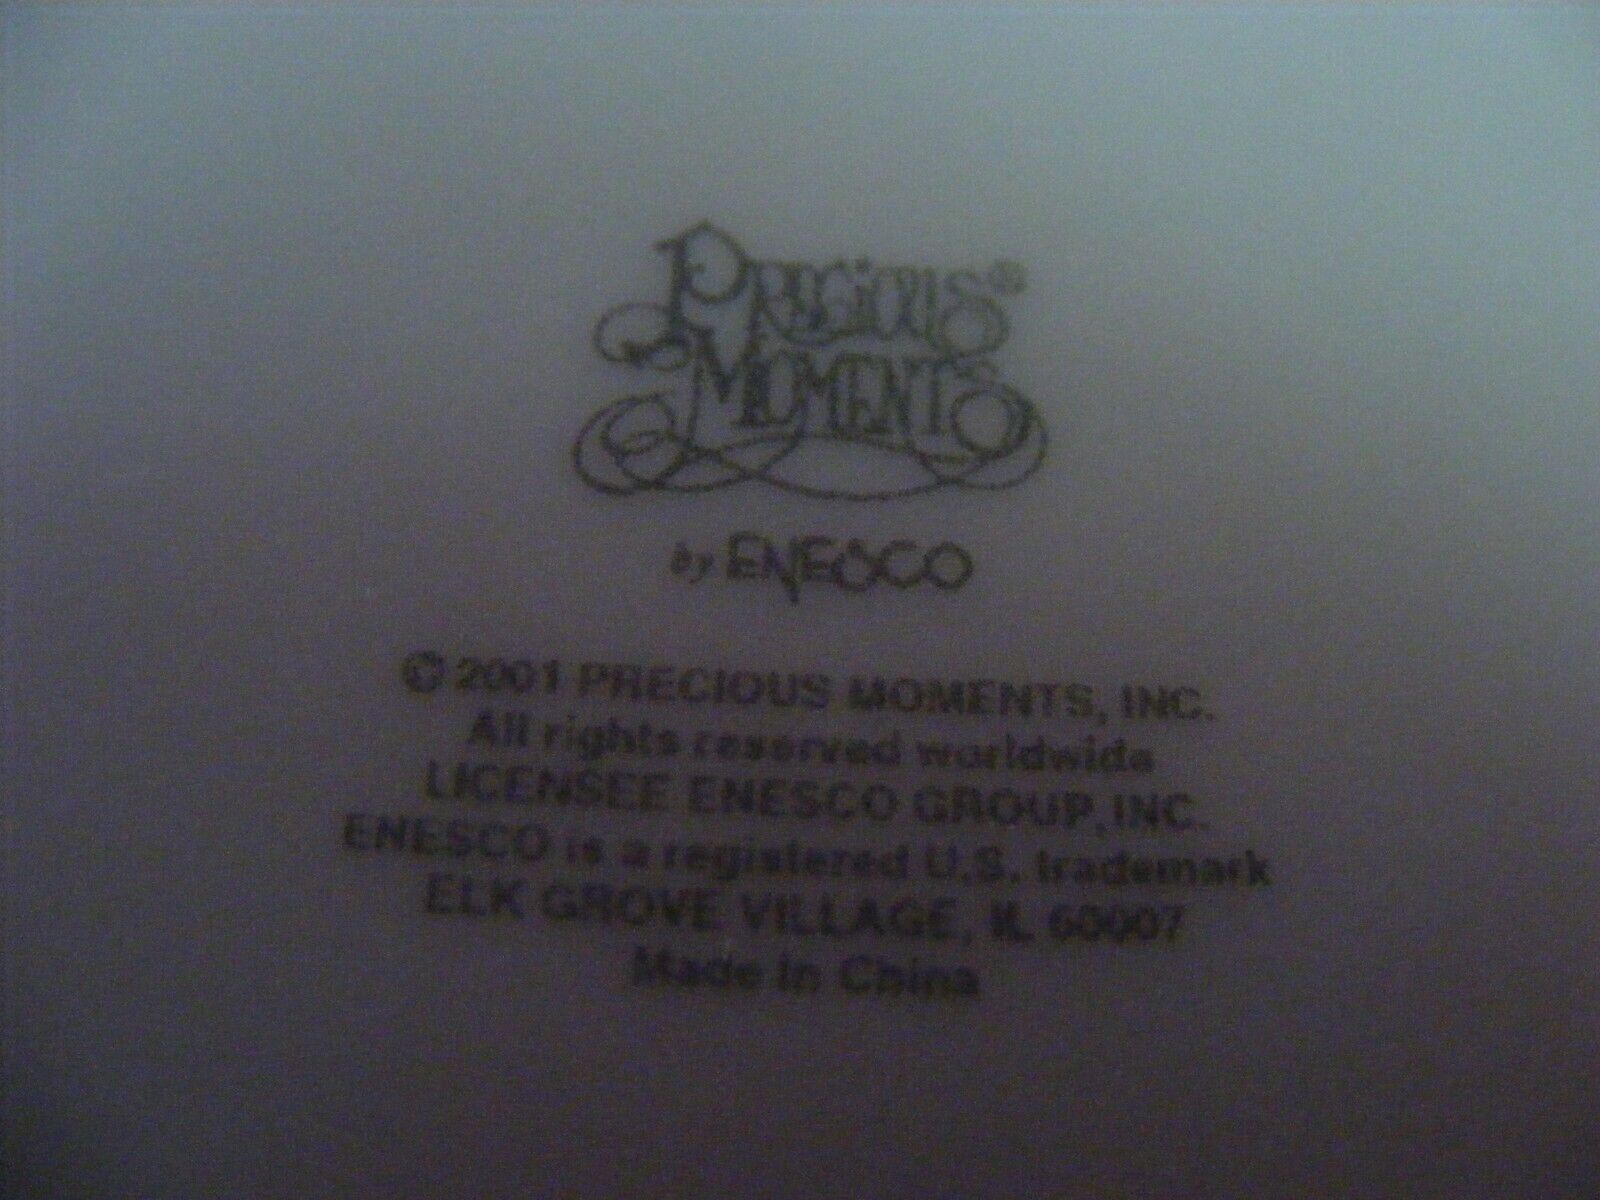 PRECIOUS®
MOMENTS
by ENESCO
© 2001 PRECIOUS MOMENTS, INC.
All rights reserved worldwide
LICENSEE ENESCO GROUP, INC.
ENESCO is a registered U.S. trademark
ELK GROVE VILLAGE, IL 60007
Made in China